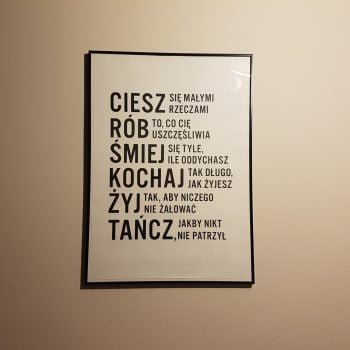 CIESZ SIĘ MAŁYMI
RZECZAMI
RÓB TO, CO CIĘ
USZCZĘŚLIWIA
ŚMIEJ SIĘ TYLE,
ILE ODDYCHASZ
KOCHAJ TAK DŁUGO,
JAK ŻYJESZ
ŻYJ TAK, ABY NICZEGO
NIE ŻAŁOWAĆ
TAŃCZ, JAKBY NIKT
NIE PATRZYŁ